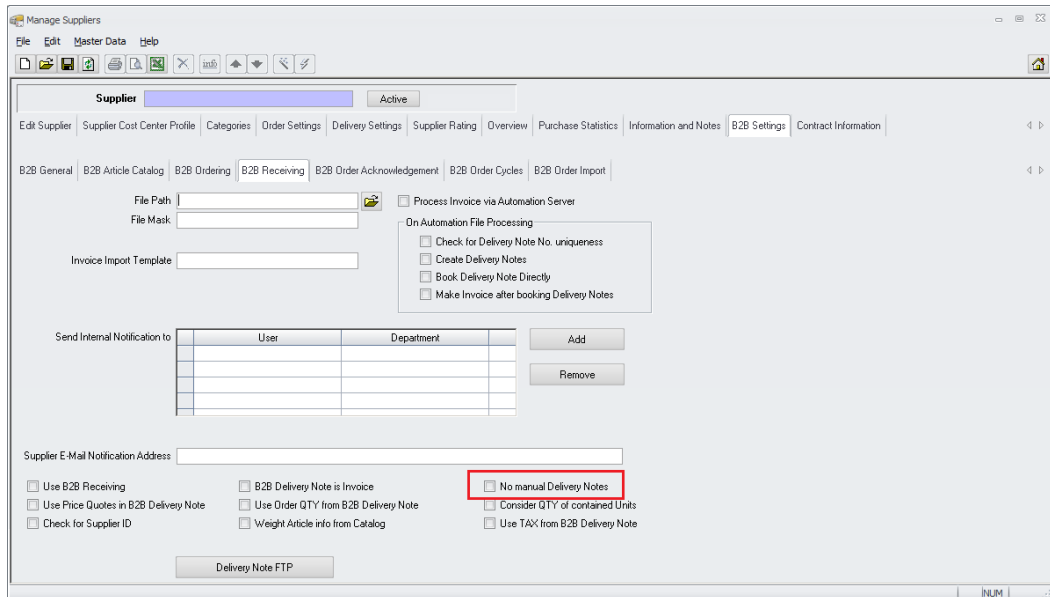 Manage Suppliers
File Edit Master Data Help
info
Supplier Active
Edit Supplier Supplier Cost Center Profile Categories Order Settings Delivery Settings Supplier Rating Overview Purchase Statistics Information and Notes B2B Settings Contract Information
B2B General B2B Article Catalog B2B Ordering B2B Receiving B2B Order Acknowledgement B2B Order Cycles B2B Order Import
File Path Process Invoice via Automation Server
File Mask On Automation File Processing
Check for Delivery Note No. uniqueness
Invoice Import Template Create Delivery Notes
Book Delivery Note Directly
Make Invoice after booking Delivery Notes
Send Internal Notification to User Department Add
Remove
Supplier E-Mail Notification Address
Use B2B Receiving B2B Delivery Note is Invoice No manual Delivery Notes
Use Price Quotes in B2B Delivery Note Use Order QTY from B2B Delivery Note Consider QTY of contained Units
Check for Supplier ID Weight Article info from Catalog Use TAX from B2B Delivery Note
Delivery Note FTP
NUM